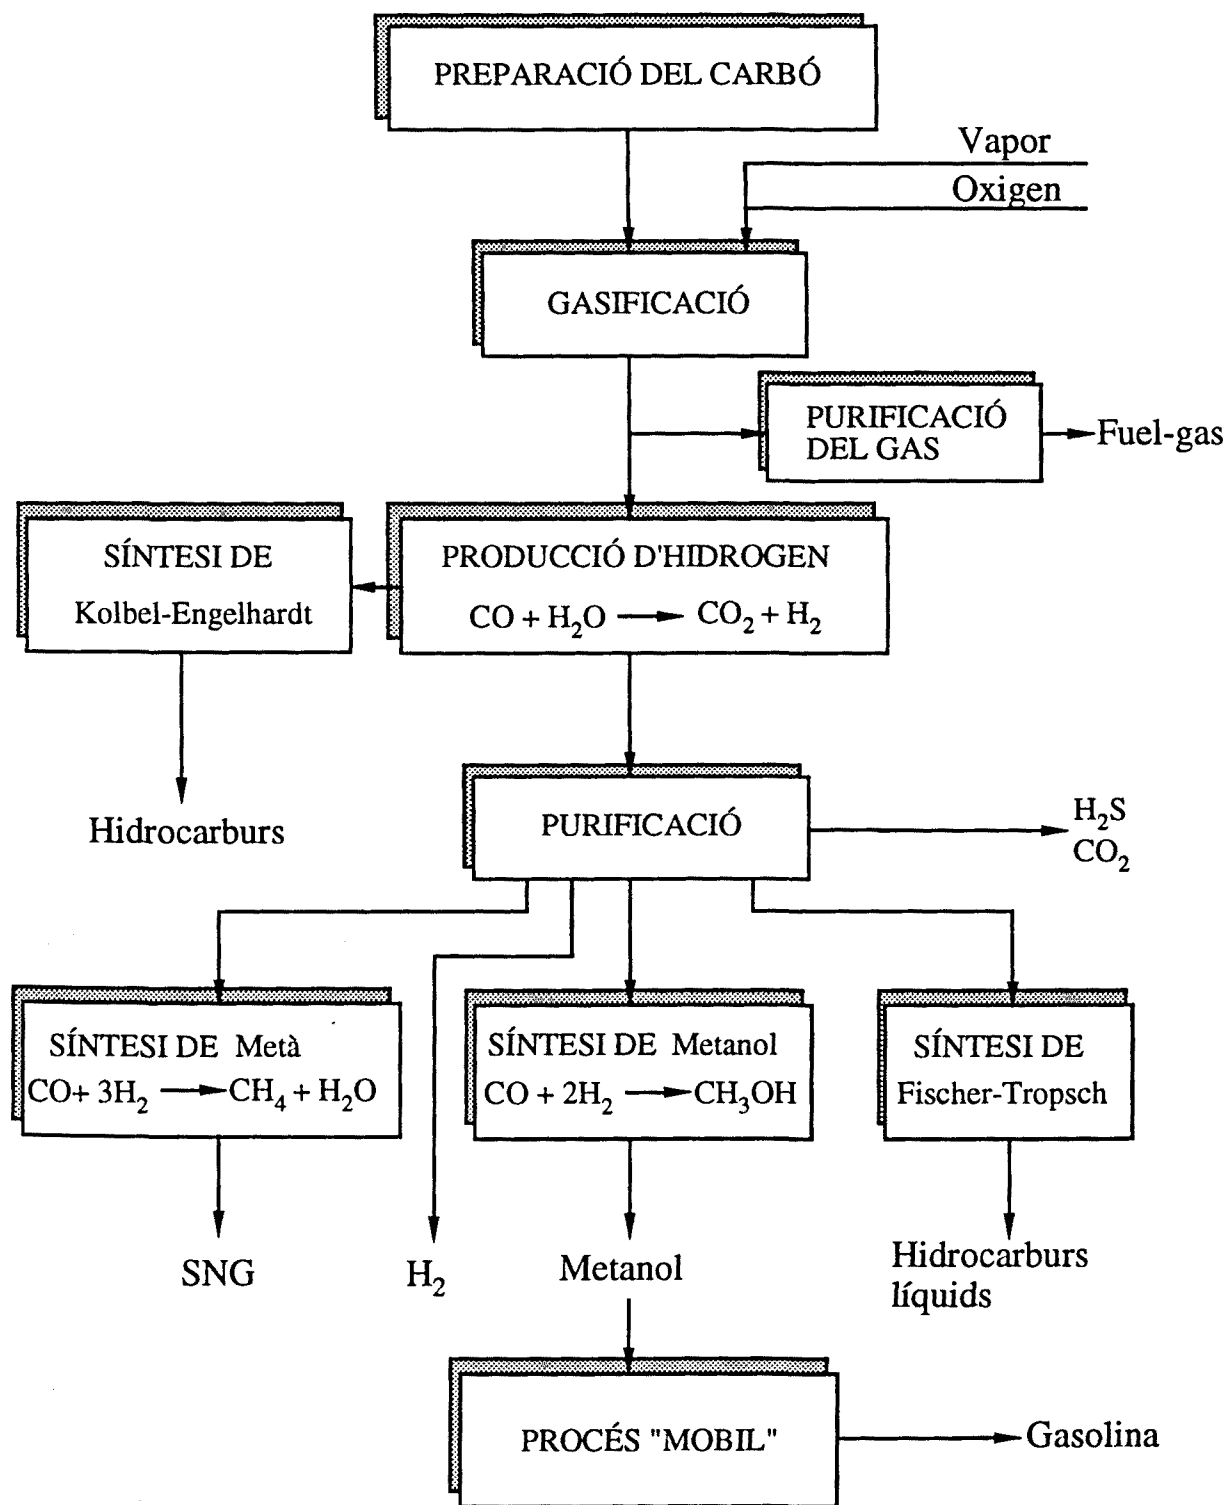 PREPARACIÓ DEL CARBÓ
Vapor
Oxigen
GASIFICACIÓ
PURIFICACIÓ
DEL GAS
Fuel-gas
SÍNTESI DE
Kolbel-Engelhardt
PRODUCCIÓ D'HIDROGEN
CO + H₂O → CO₂ + H₂
Hidrocarburs
PURIFICACIÓ
H₂S
CO₂
SÍNTESI DE Metà
CO+ 3H₂ → CH₄ + H₂O
SÍNTESI DE Metanol
CO + 2H₂ → CH₃OH
SÍNTESI DE
Fischer-Tropsch
SNG
H₂
Metanol
Hidrocarburs
líquids
PROCÉS "MOBIL"
Gasolina